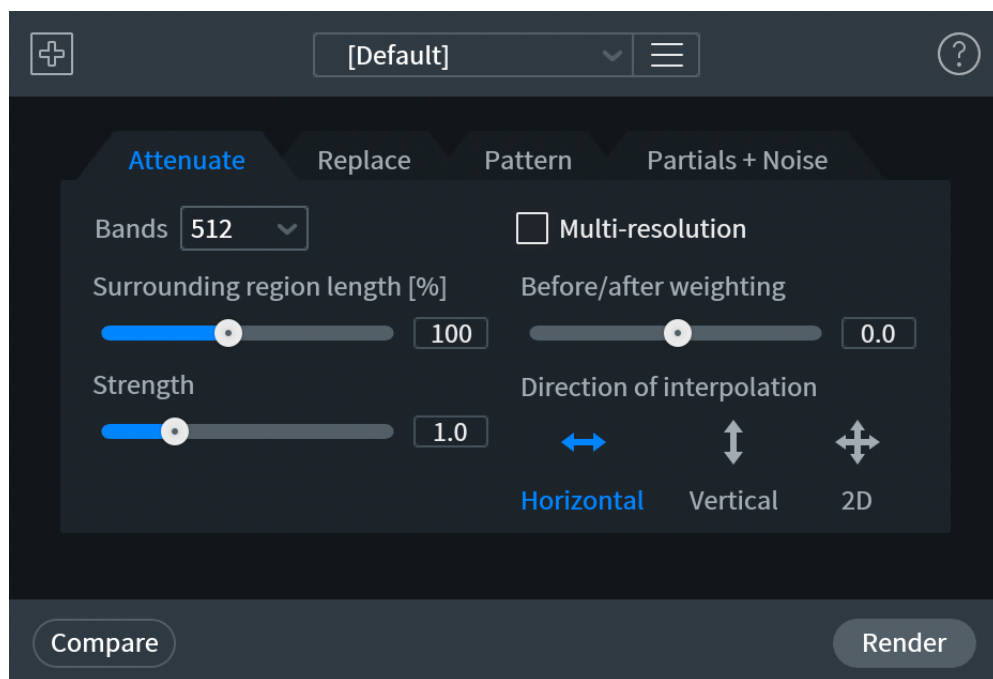 [Default]
?
Attenuate Replace Pattern Partials + Noise
Bands 512 Multi-resolution
Surrounding region length [%] Before/after weighting
100 0.0
Strength Direction of interpolation
1.0
Horizontal Vertical 2D
Compare Render